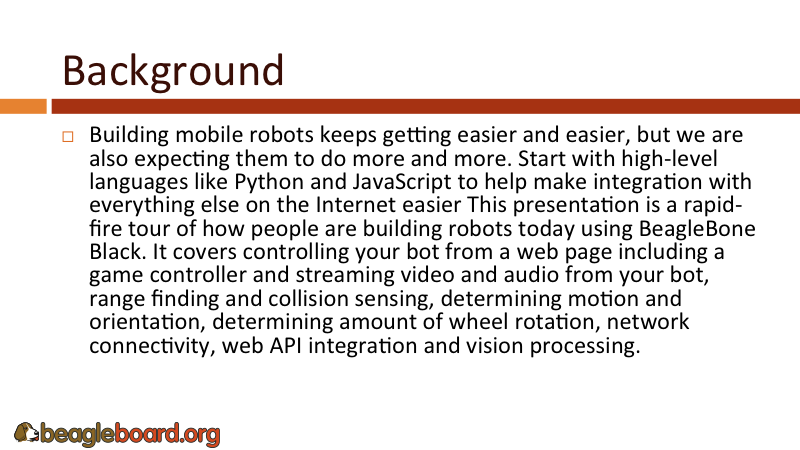 Background
□ Building mobile robots keeps getting easier and easier, but we are
also expecting them to do more and more. Start with high-level
languages like Python and JavaScript to help make integration with
everything else on the Internet easier This presentation is a rapid-
fire tour of how people are building robots today using BeagleBone
Black. It covers controlling your bot from a web page including a
game controller and streaming video and audio from your bot,
range finding and collision sensing, determining motion and
orientation, determining amount of wheel rotation, network
connectivity, web API integration and vision processing.
beagleboard.org